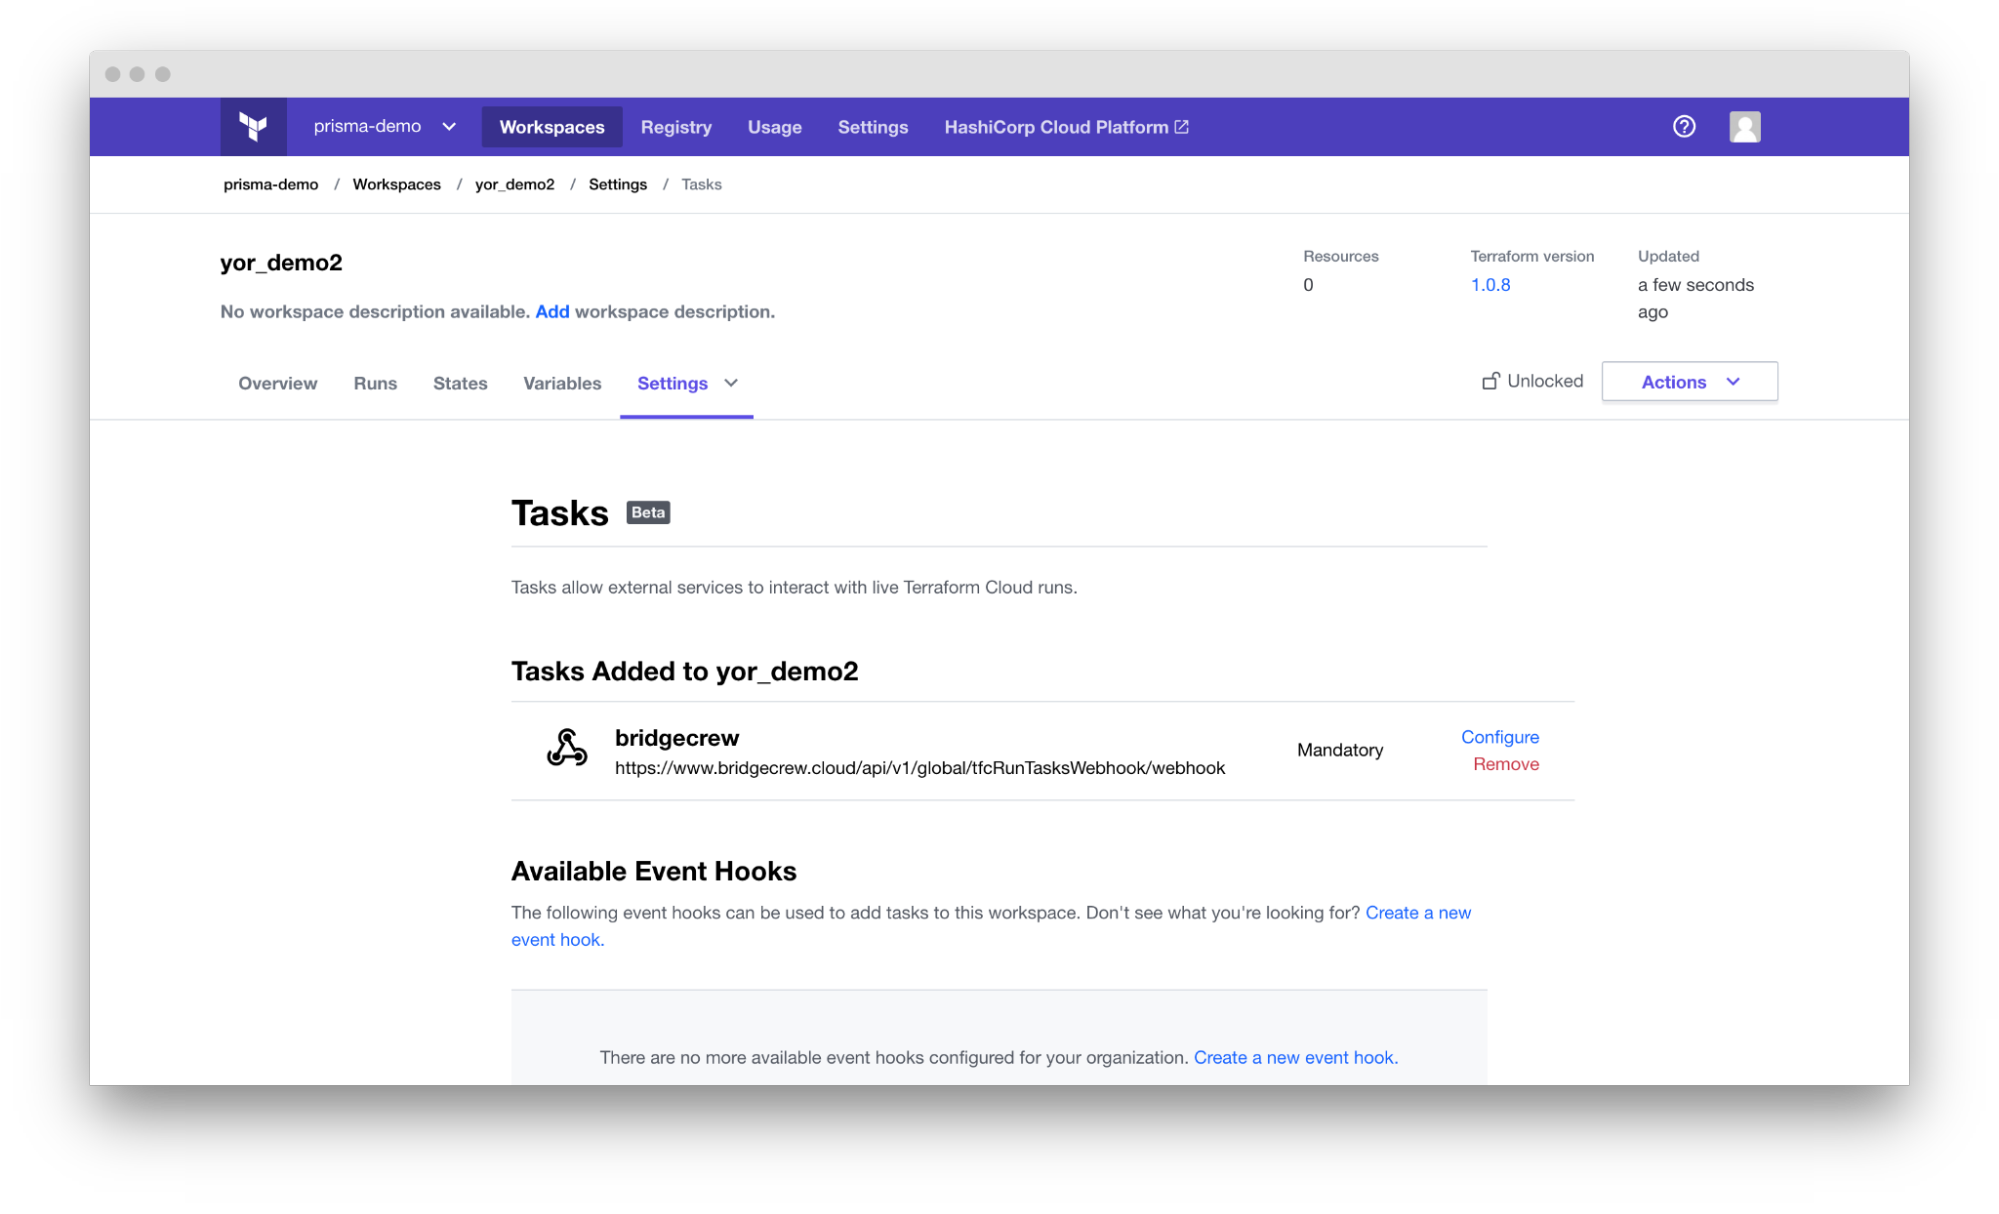 prisma-demo Workspaces Registry Usage Settings HashiCorp Cloud Platform
prisma-demo / Workspaces / yor_demo2 / Settings / Tasks
yor_demo2
No workspace description available. Add workspace description.
Resources
0
Terraform version
1.0.8
Updated
a few seconds
ago
Overview Runs States Variables Settings
Unlocked
Actions
Tasks Beta
Tasks allow external services to interact with live Terraform Cloud runs.
Tasks Added to yor_demo2
bridgecrew
https://www.bridgecrew.cloud/api/v1/global/tfcRunTasksWebhook/webhook
Mandatory
Configure
Remove
Available Event Hooks
The following event hooks can be used to add tasks to this workspace. Don't see what you're looking for? Create a new
event hook.
There are no more available event hooks configured for your organization. Create a new event hook.